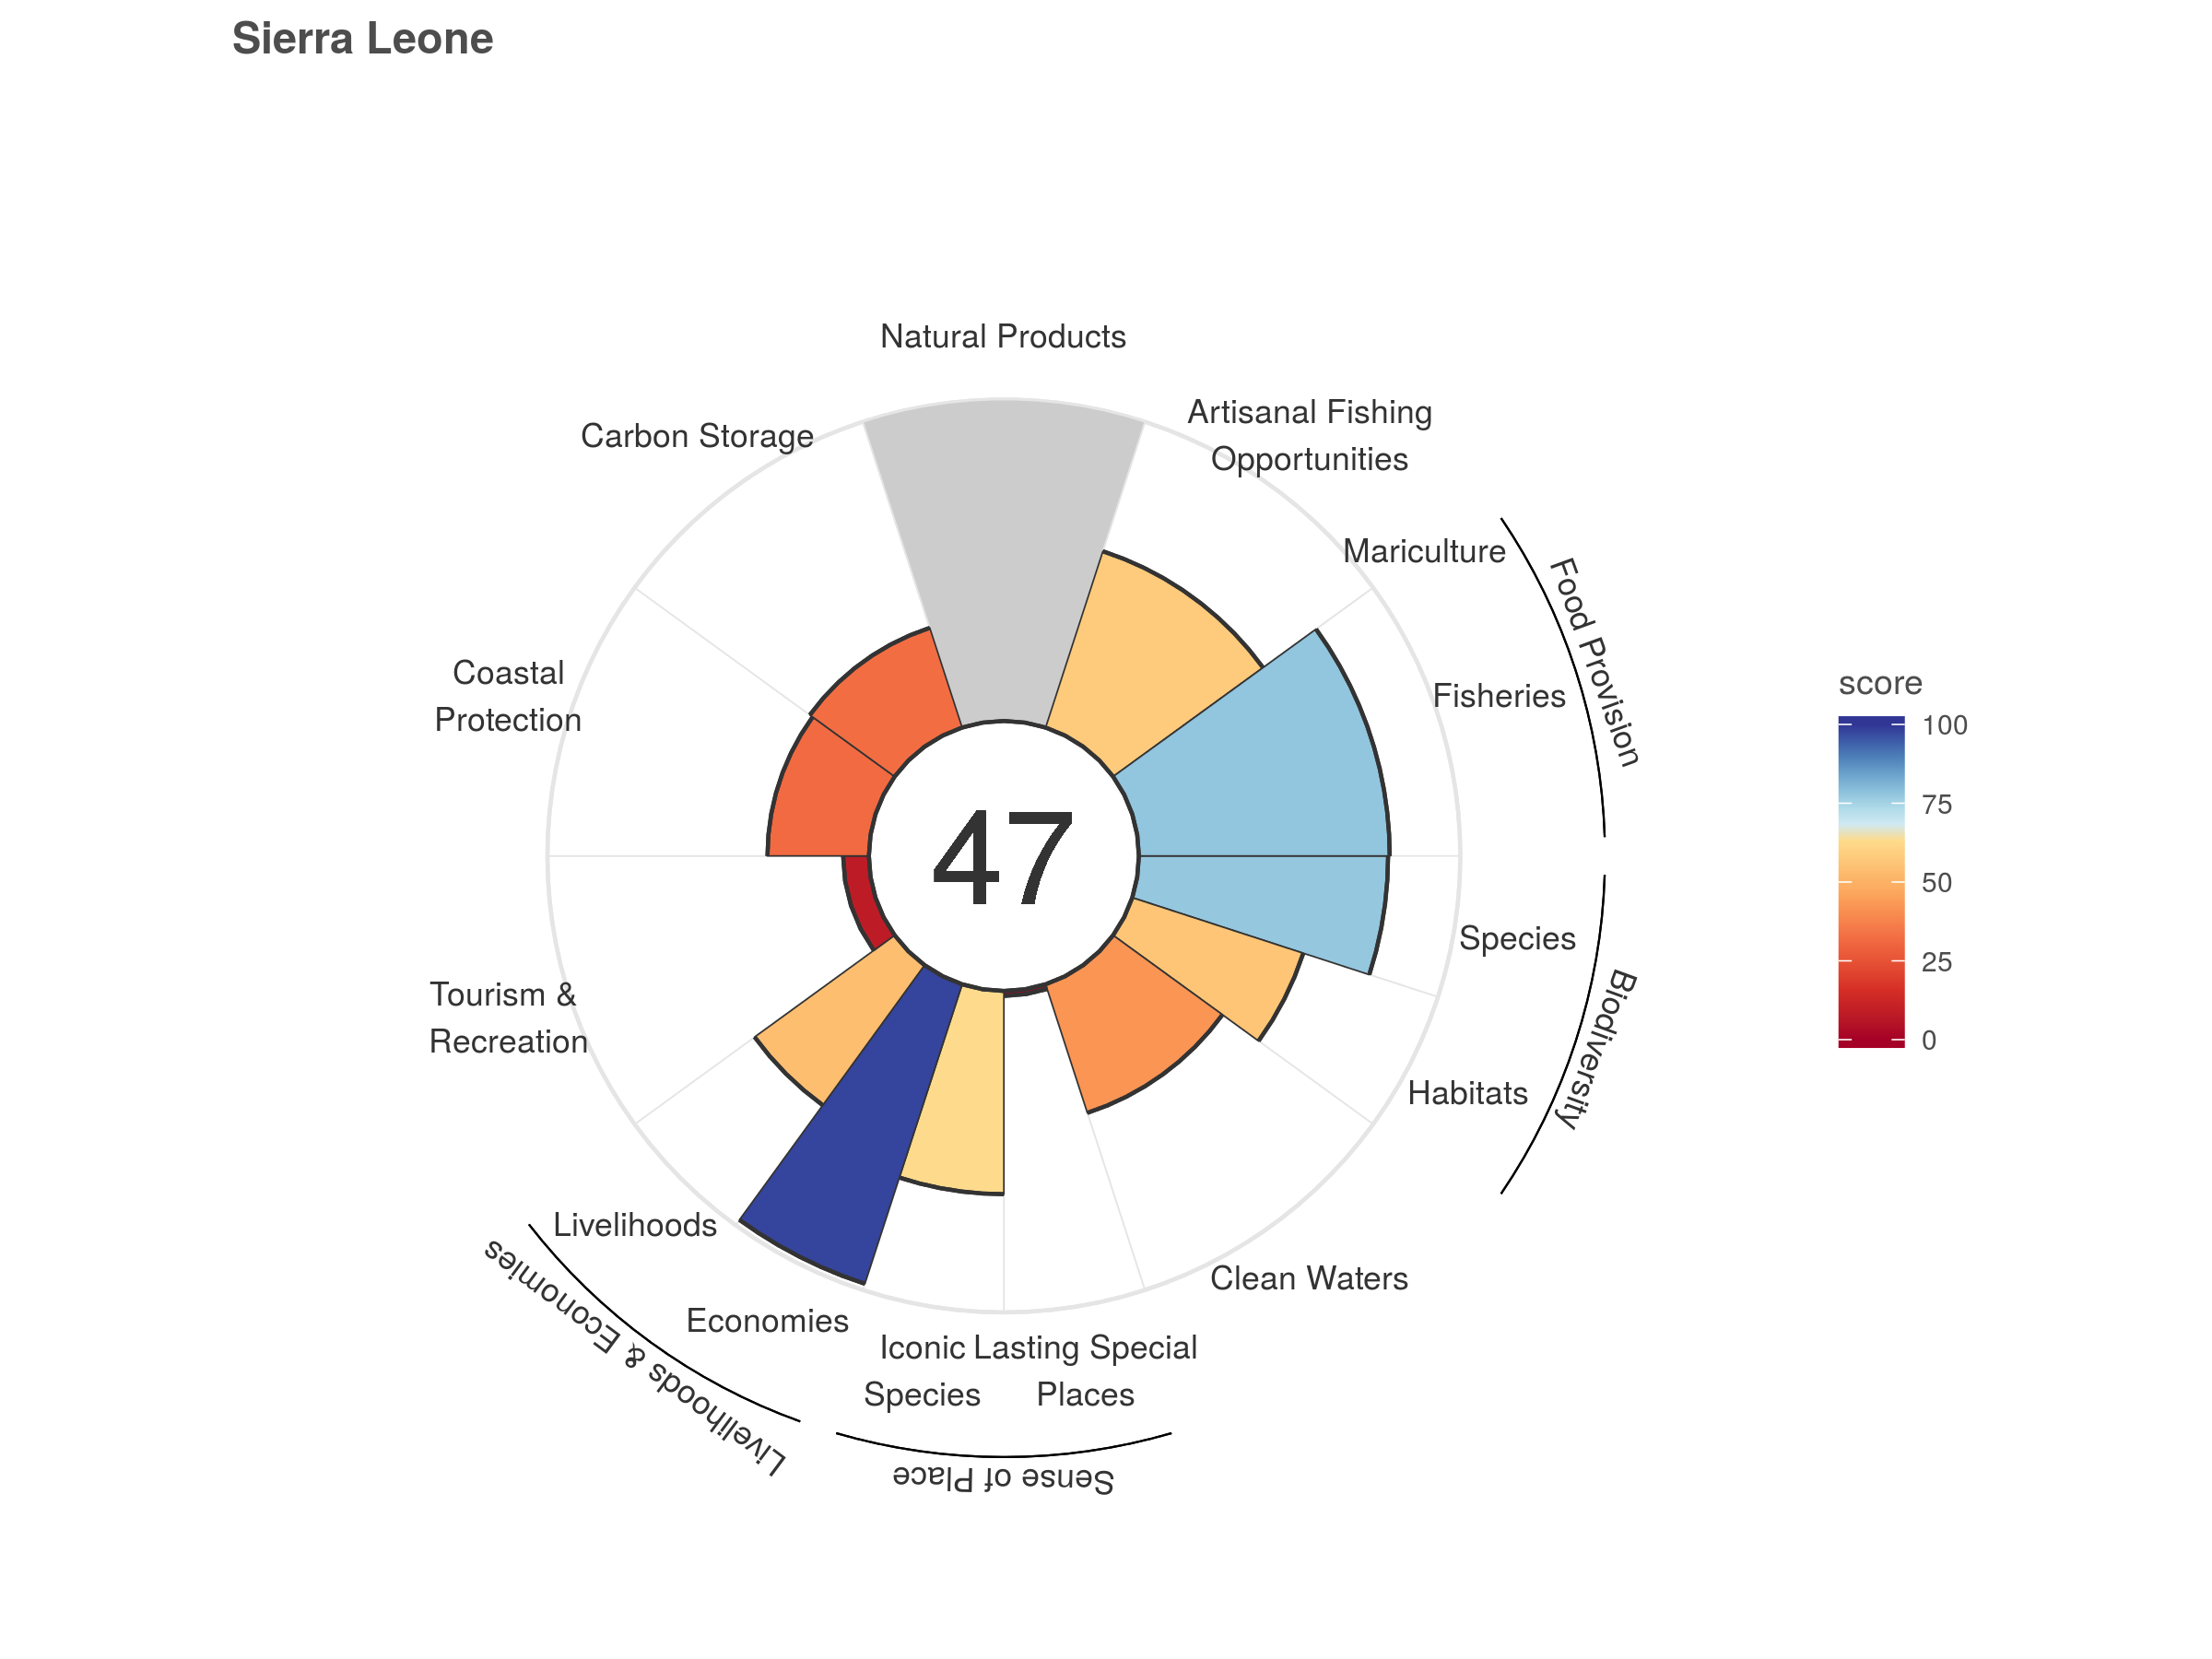 Sierra Leone
Natural Products
Artisanal Fishing
Opportunities
Carbon Storage
Mariculture
Food Provision
Fisheries
Coastal
Protection
score
100
75
50
25
0
47
Species
Biodiversity
Tourism &
Recreation
Habitats
Livelihoods
Clean Waters
Economies
Livelihoods & Economies
Iconic
Species
Lasting Special
Places
Sense of Place